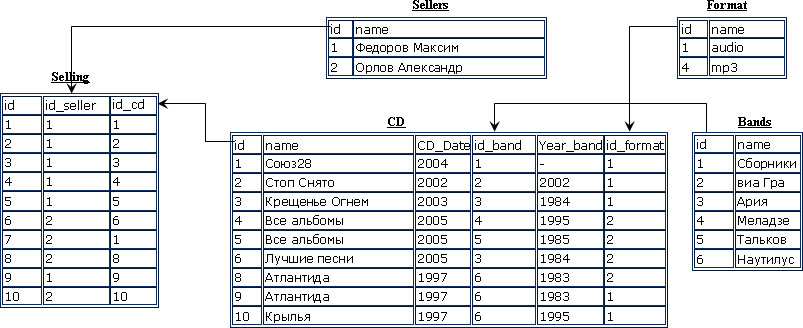 Sellers
id name
1 Федоров Максим
2 Орлов Александр
Format
id name
1 audio
4 mp3
Selling
id id_seller id_cd
1 1 1
2 1 2
3 1 3
4 1 4
5 1 5
6 2 6
7 2 1
8 2 8
9 1 9
10 2 10
CD
id name CD_Date id_band Year_band id_format
1 Союз28 2004 1 - 1
2 Стоп Снято 2002 2 2002 1
3 Крещенье Огнем 2003 3 1984 1
4 Все альбомы 2005 4 1995 2
5 Все альбомы 2005 5 1985 2
6 Лучшие песни 2005 3 1984 2
8 Атлантида 1997 6 1983 2
9 Атлантида 1997 6 1983 1
10 Крылья 1997 6 1995 1
Bands
id name
1 Сборники
2 виа Гра
3 Ария
4 Меладзе
5 Тальков
6 Наутилус